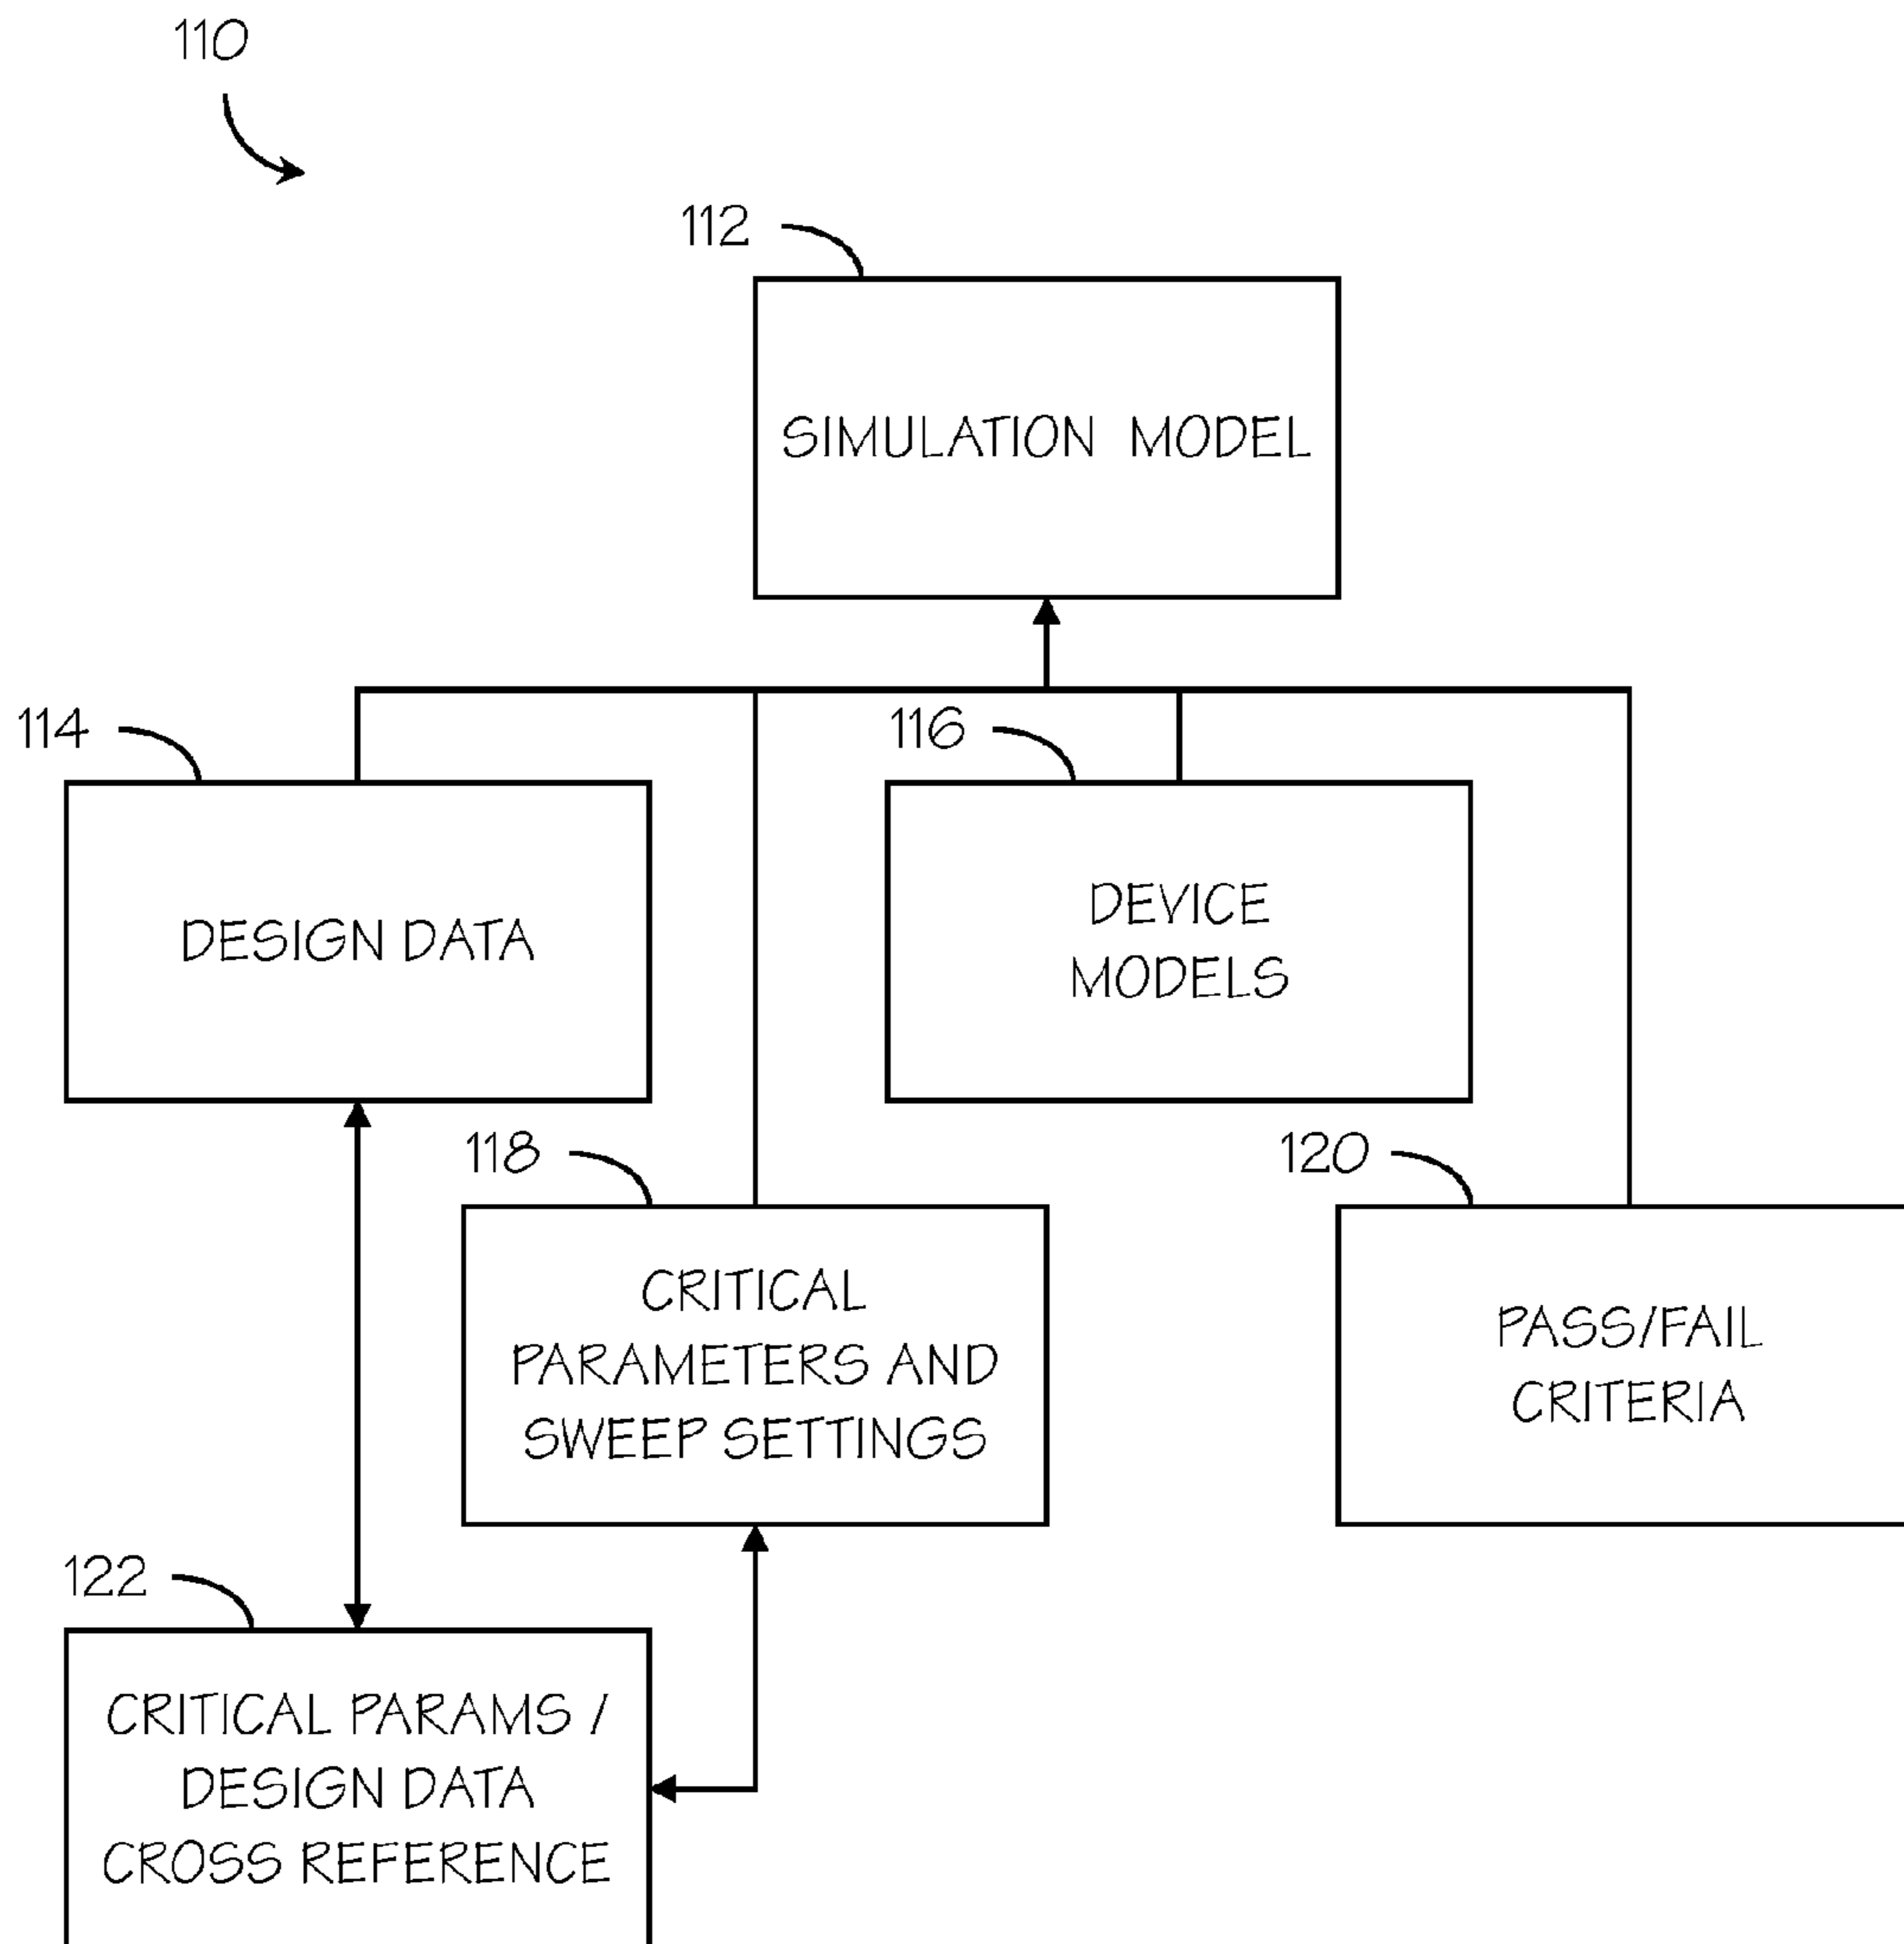 110
112
SIMULATION MODEL
114
DESIGN DATA
116
DEVICE
MODELS
118
CRITICAL
PARAMETERS AND
SWEEP SETTINGS
120
PASS/FAIL
CRITERIA
122
CRITICAL PARAMS /
DESIGN DATA
CROSS REFERENCE